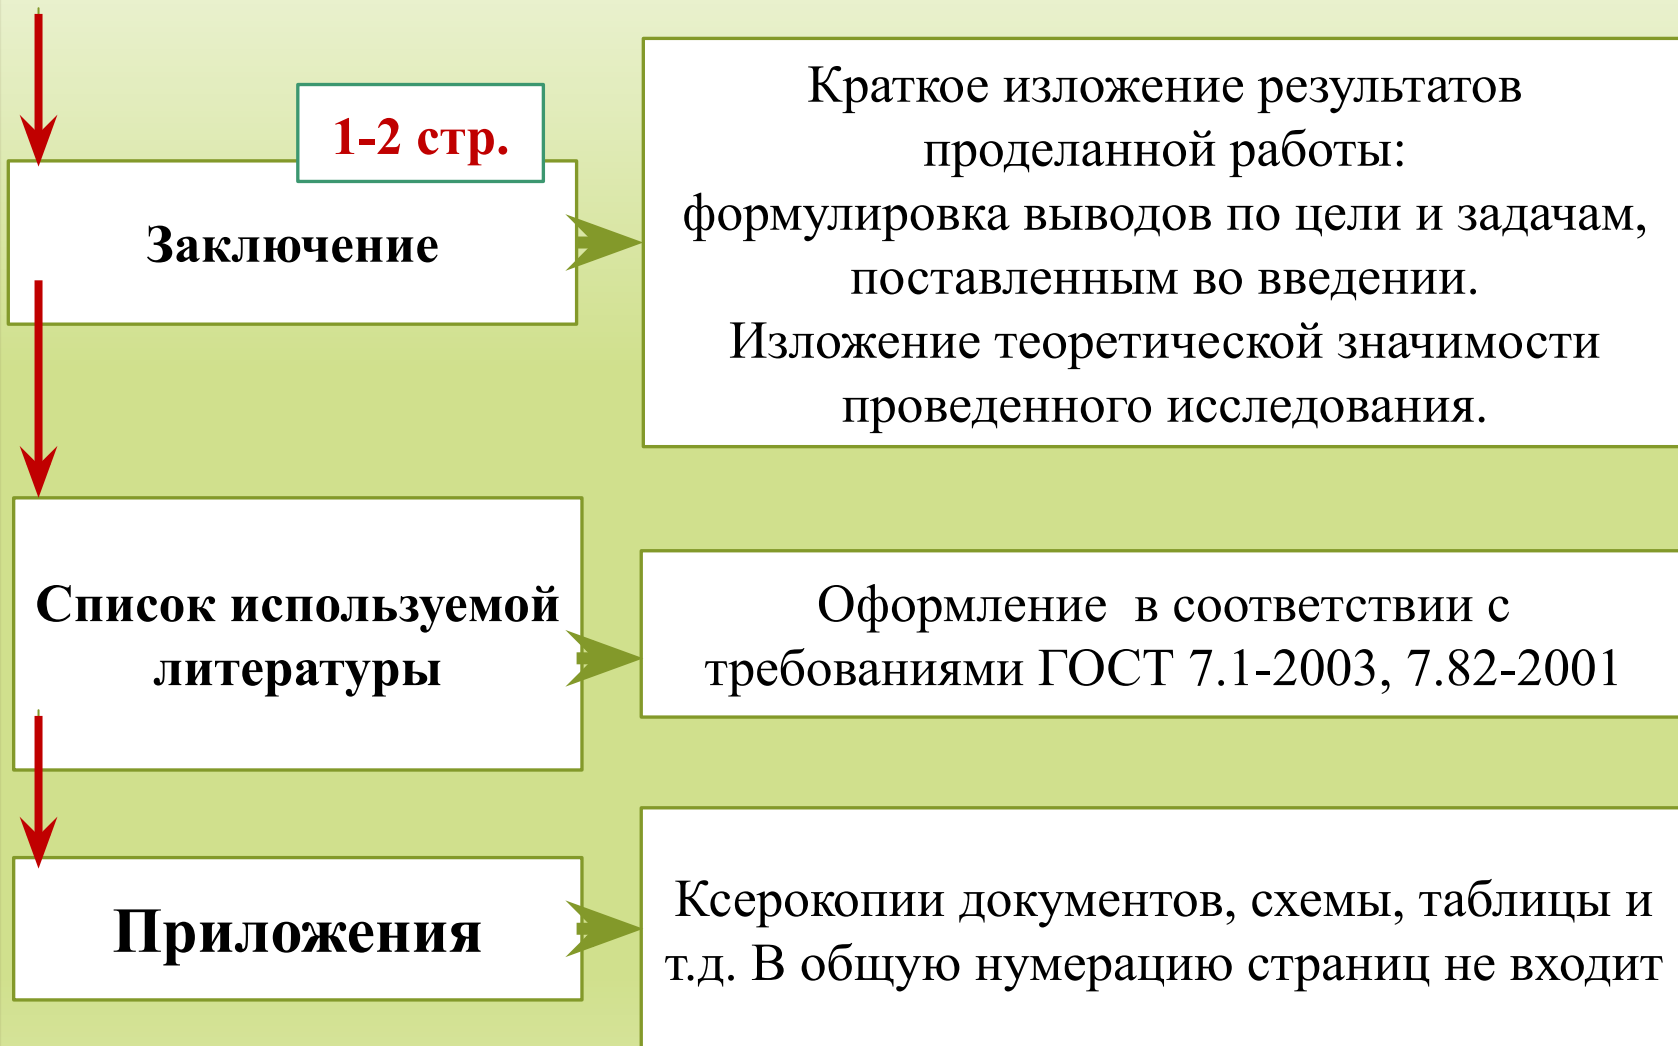 1-2 стр.
Заключение
Краткое изложение результатов
проделанной работы:
формулировка выводов по цели и задачам,
поставленным во введении.
Изложение теоретической значимости
проведенного исследования.
Список используемой
литературы
Оформление в соответствии с
требованиями ГОСТ 7.1-2003, 7.82-2001
Приложения
Ксерокопии документов, схемы, таблицы и
т.д. В общую нумерацию страниц не входит